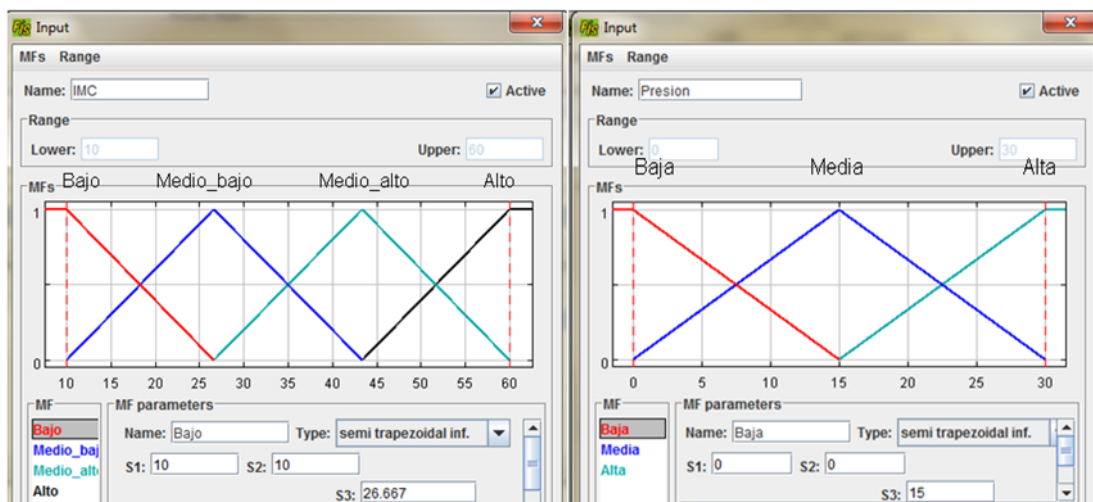 Fjs Input
MFs Range
Name: IMC Active
Range
Lower: 10 Upper: 60
Bajo Medio_bajo Medio_alto Alto
MFs
1
0
10 15 20 25 30 35 40 45 50 55 60
MF
Bajo
Medio_baj
Medio_alt
Alto
MF parameters
Name: Bajo Type: semi trapezoidal inf.
S1: 10 S2: 10
S3: 26.667
Fjs Input
MFs Range
Name: Presion Active
Range
Lower: 0 Upper: 30
Baja Media Alta
MFs
1
0
0 5 10 15 20 25 30
MF
Baja
Media
Alta
MF parameters
Name: Baja Type: semi trapezoidal inf.
S1: 0 S2: 0
S3: 15